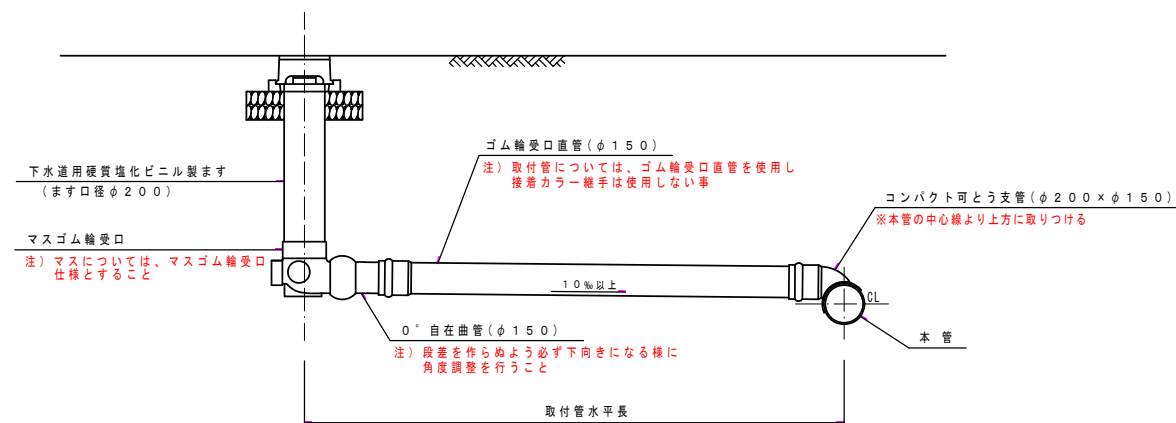 下水道用硬質塩化ビニル製ます
(ます口径φ200)
マスゴム輪受口
注) マスについては、マスゴム輪受口
仕様とすること
ゴム輪受口直管(φ150)
注) 取付管については、ゴム輪受口直管を使用し
接着カラー継手は使用しない事
コンパクト可とう支管(φ200×φ150)
※本管の中心線より上方に取りつける
10‰以上
CL
0°自在曲管(φ150)
注) 段差を作らぬよう必ず下向きになる様に
角度調整を行うこと
本 管
取付管水平長